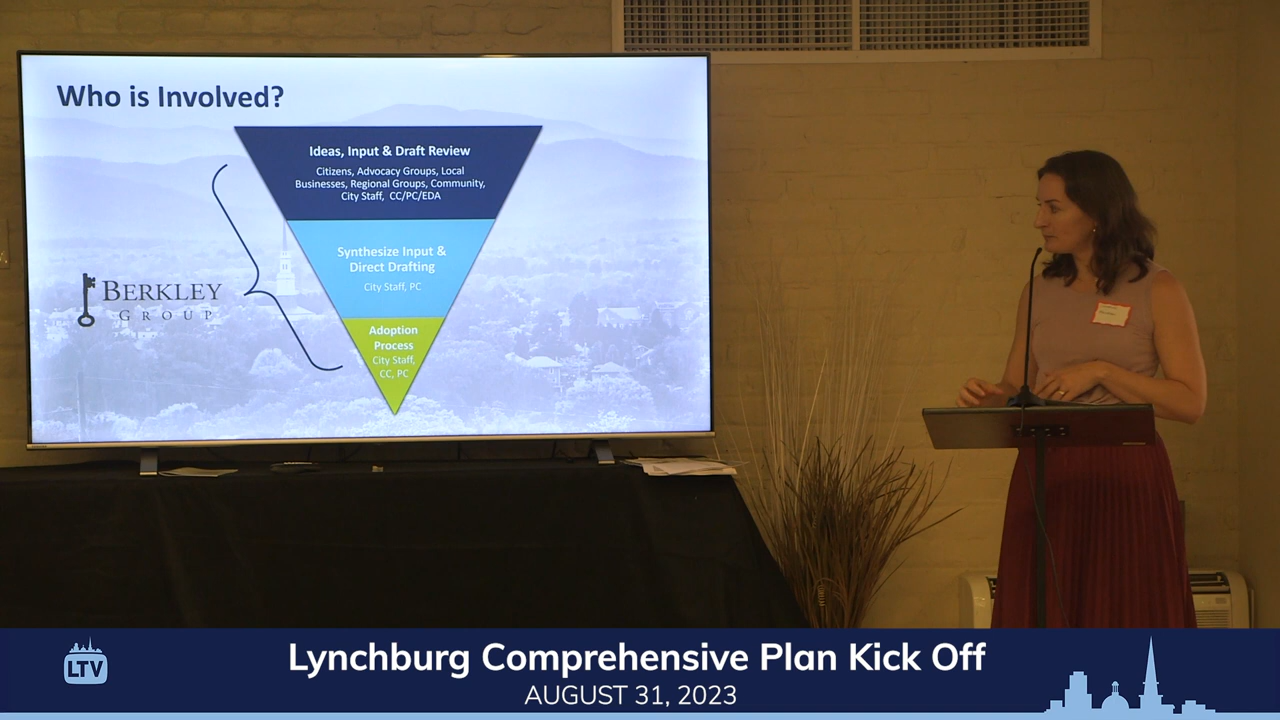 Who is Involved?
Ideas, Input & Draft Review
Citizens, Advocacy Groups, Local
Businesses, Regional Groups, Community,
City Staff, CC/PC/EDA
Synthesize Input &
Direct Drafting
City Staff, PC
Adoption
Process
City Staff,
CC, PC
BERKLEY
GROUP
LTV
Lynchburg Comprehensive Plan Kick Off
AUGUST 31, 2023